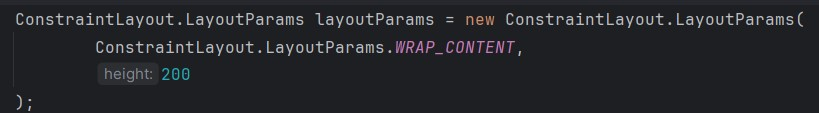 ConstraintLayout.LayoutParams layoutParams = new ConstraintLayout.LayoutParams(
ConstraintLayout.LayoutParams.WRAP_CONTENT,
height: 200
);